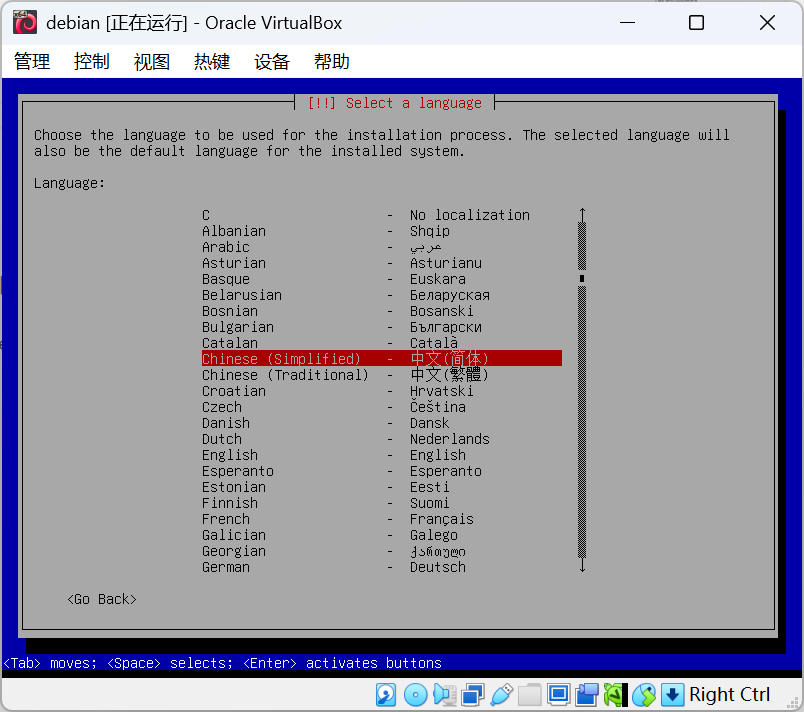 debian [正在运行] - Oracle VirtualBox
管理 控制 视图 热键 设备 帮助
[!!] Select a language
Choose the language to be used for the installation process. The selected language will
also be the default language for the installed system.
Language:
C - No localization
Albanian - Shqip
Arabic - عربي
Asturian - Asturianu
Basque - Euskara
Belarusian - Беларуская
Bosnian - Bosanski
Bulgarian - Български
Catalan - Català
Chinese (Simplified) - 中文(简体)
Chinese (Traditional) - 中文(繁體)
Croatian - Hrvatski
Czech - Čeština
Danish - Dansk
Dutch - Nederlands
English - English
Esperanto - Esperanto
Estonian - Eesti
Finnish - Suomi
French - Français
Galician - Galego
Georgian - ქართული
German - Deutsch
<Go Back>
<Tab> moves; <Space> selects; <Enter> activates buttons
Right Ctrl